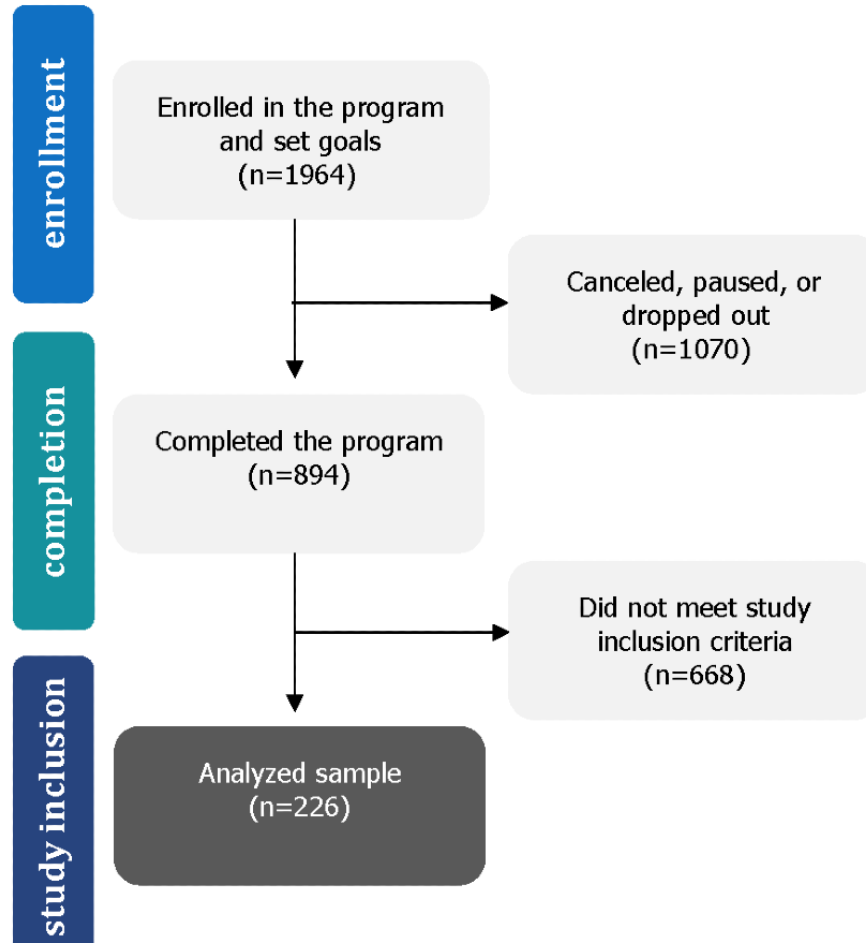 enrollment
Enrolled in the program
and set goals
(n=1964)
Canceled, paused, or
dropped out
(n=1070)
completion
Completed the program
(n=894)
Did not meet study
inclusion criteria
(n=668)
study inclusion
Analyzed sample
(n=226)